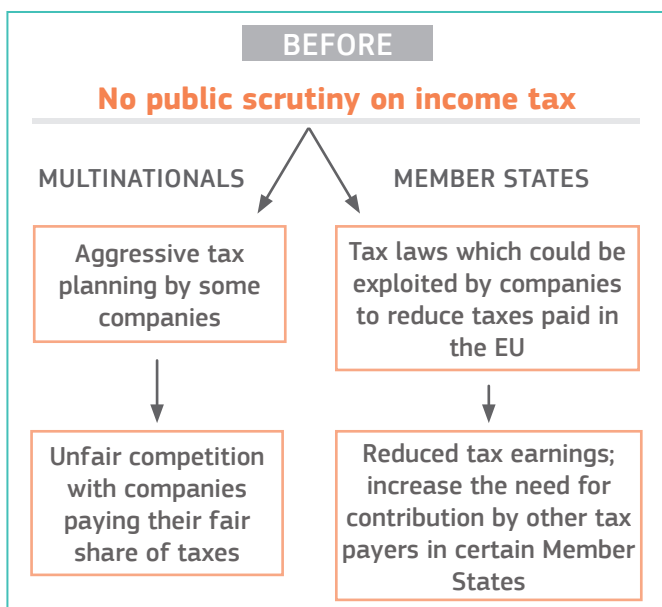 BEFORE
No public scrutiny on income tax
MULTINATIONALS
MEMBER STATES
Aggressive tax
planning by some
companies
Tax laws which could be
exploited by companies
to reduce taxes paid in
the EU
Unfair competition
with companies
paying their fair
share of taxes
Reduced tax earnings;
increase the need for
contribution by other tax
payers in certain Member
States